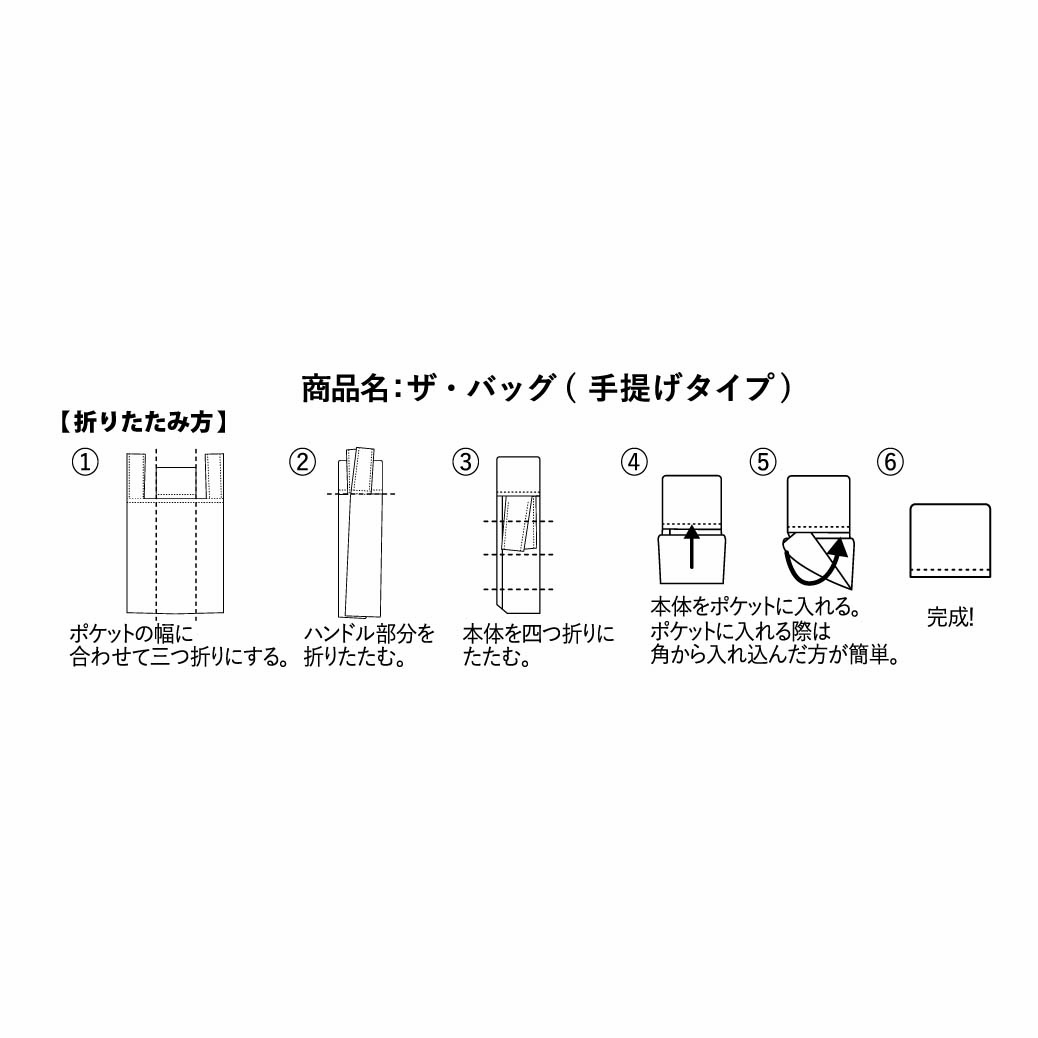 商品名：ザ・バッグ（手提げタイプ）
【折りたたみ方】
①
ポケットの幅に
合わせて三つ折りにする。
②
ハンドル部分を
折りたたむ。
③
本体を四つ折りに
たたむ。
④ ⑤
本体をポケットに入れる。
ポケットに入れる際は
角から入れ込んだ方が簡単。
⑥
完成!